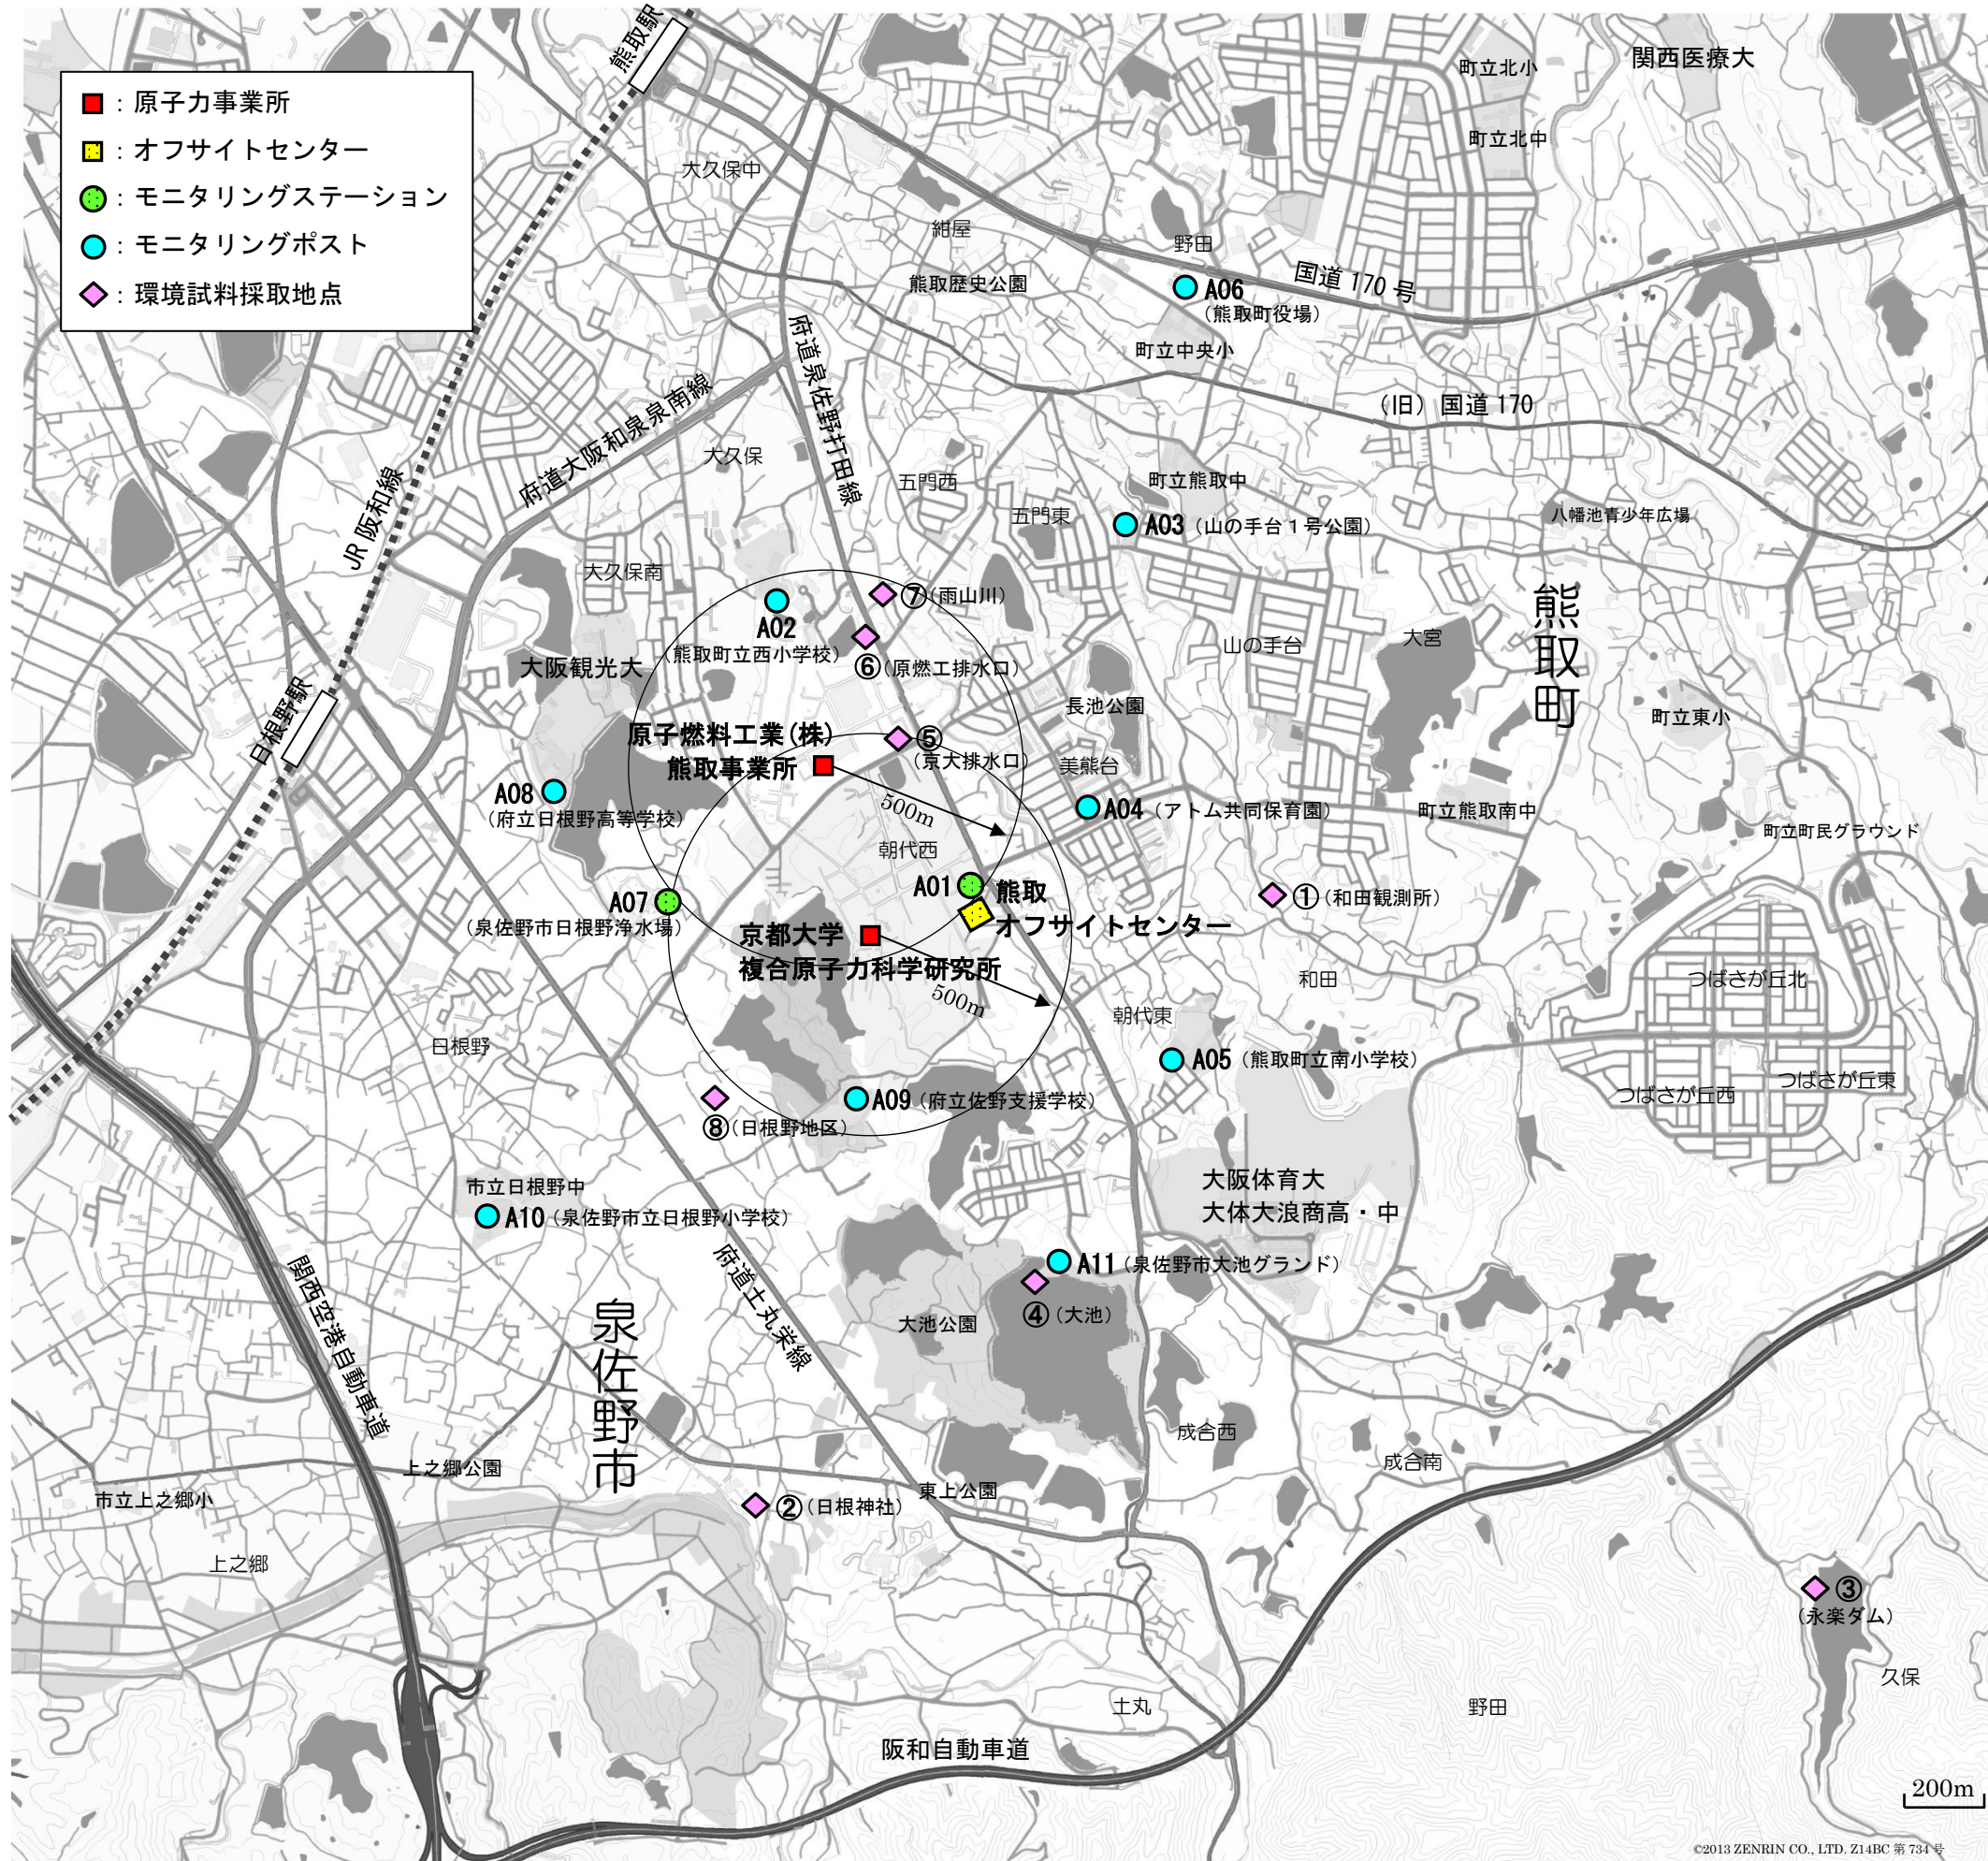 ：原子力事業所
：オフサイトセンター
：モニタリングステーション
：モニタリングポスト
：環境試料採取地点
熊取駅
関西医療大
町立北小
町立北中
大久保中
紺屋
野田
熊取歴史公園
A06
（熊取町役場）
国道 170 号
町立中央小
府道泉佐野打田線
府道大阪和泉泉南線
（旧）国道 170
大久保
五門西
町立熊取中
JR 阪和線
五門東
A03（山の手台１号公園）
八幡池青少年広場
大久保南
⑦（雨山川）
熊取町
A02
（熊取町立西小学校）
⑥（原燃工排水口）
大阪観光大
山の手台
大宮
日根野駅
長池公園
町立東小
原子燃料工業(株)
熊取事業所
⑤
（京大排水口）
美熊台
A08
（府立日根野高等学校）
500m
A04（アトム共同保育園）
町立熊取南中
町立町民グラウンド
朝代西
A01
熊取
オフサイトセンター
A07
（泉佐野市日根野浄水場）
①（和田観測所）
京都大学
複合原子力科学研究所
500m
和田
つばさが丘北
朝代東
日根野
A05（熊取町立南小学校）
つばさが丘西
つばさが丘東
A09（府立佐野支援学校）
⑧（日根野地区）
市立日根野中
A10（泉佐野市立日根野小学校）
大阪体育大
大体大浪商高・中
府道土丸栄線
A11（泉佐野市大池グランド）
関西空港自動車道
泉佐野市
大池公園
④（大池）
成合西
成合南
上之郷公園
市立上之郷小
東上公園
②（日根神社）
上之郷
③
（永楽ダム）
久保
土丸
野田
阪和自動車道
200m
©2013 ZENRIN CO., LTD. Z14BC 第 734 号